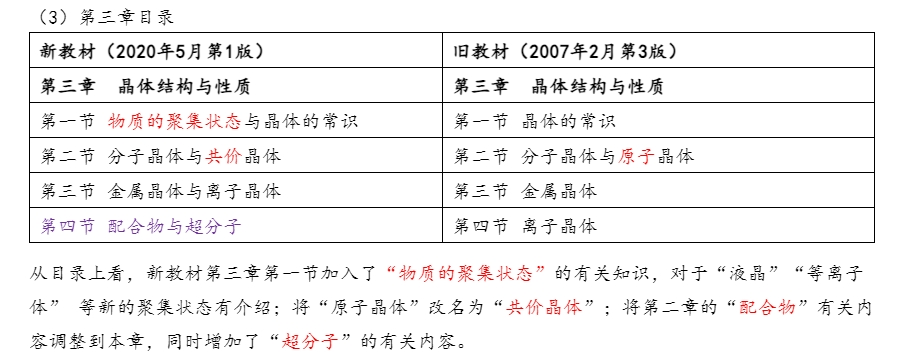 （3）第三章目录
新教材（2020年5月第1版） 旧教材（2007年2月第3版）
第三章 晶体结构与性质 第三章 晶体结构与性质
第一节 物质的聚集状态与晶体的常识 第一节 晶体的常识
第二节 分子晶体与共价晶体 第二节 分子晶体与原子晶体
第三节 金属晶体与离子晶体 第三节 金属晶体
第四节 配合物与超分子 第四节 离子晶体
从目录上看，新教材第三章第一节加入了“物质的聚集状态”的有关知识，对于“液晶”“等离子
体” 等新的聚集状态有介绍；将“原子晶体”改名为“共价晶体”；将第二章的“配合物”有关内
容调整到本章，同时增加了“超分子”的有关内容。